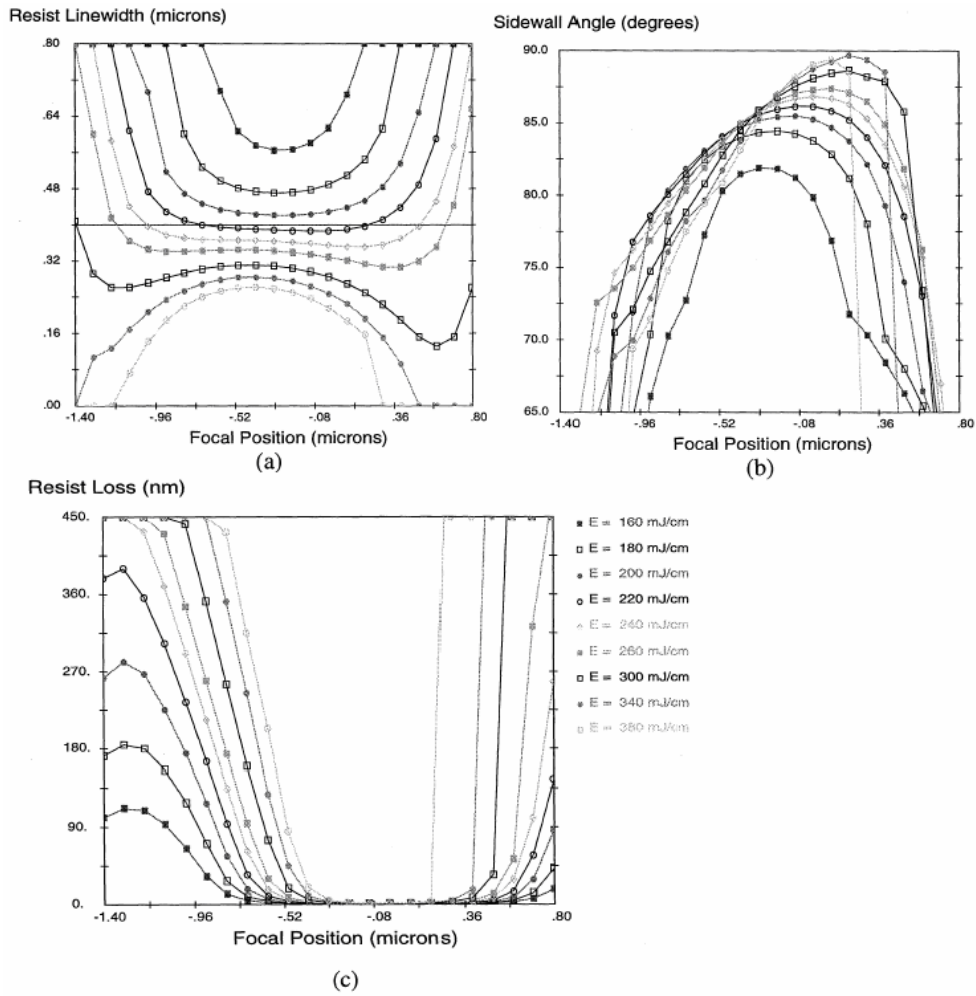 Resist Linewidth (microns)
.80
.64
.48
.32
.16
.00
-1.40
-.96
-.52
-.08
.36
.80
Focal Position (microns)
(a)
Sidewall Angle (degrees)
90.0
85.0
80.0
75.0
70.0
65.0
-1.40
-.96
-.52
-.08
.36
.80
Focal Position (microns)
(b)
Resist Loss (nm)
450.
360.
270.
180.
90.
0.
-1.40
-.96
-.52
-.08
.36
.80
Focal Position (microns)
(c)
E = 160 mJ/cm
E = 180 mJ/cm
E = 200 mJ/cm
E = 220 mJ/cm
E = 240 mJ/cm
E = 260 mJ/cm
E = 300 mJ/cm
E = 340 mJ/cm
E = 380 mJ/cm